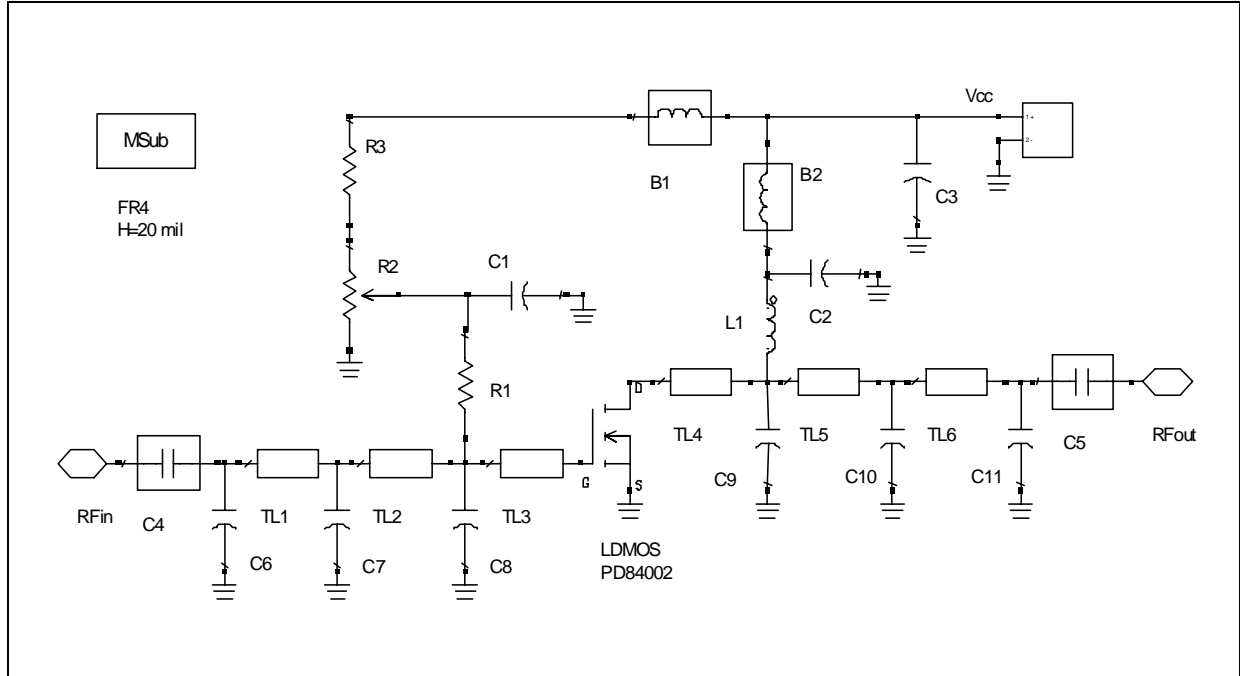 Vcc
1 +
2 -
MSub
FR4
H=20 mil
R3
B1
B2
C3
R2
C1
L1
C2
R1
D
G
S
TL4
TL5
TL6
C5
RFout
C9
C10
C11
RFin
C4
TL1
TL2
TL3
C6
C7
C8
LDMOS
PD84002